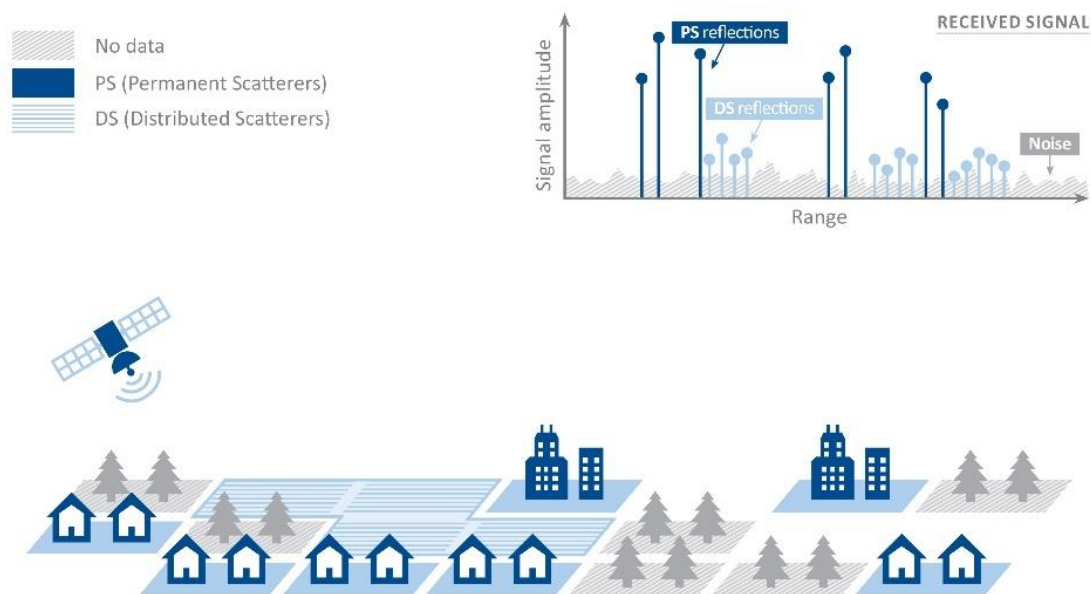 No data
PS (Permanent Scatterers)
DS (Distributed Scatterers)
RECEIVED SIGNAL
PS reflections
DS reflections
Noise
Signal amplitude
Range